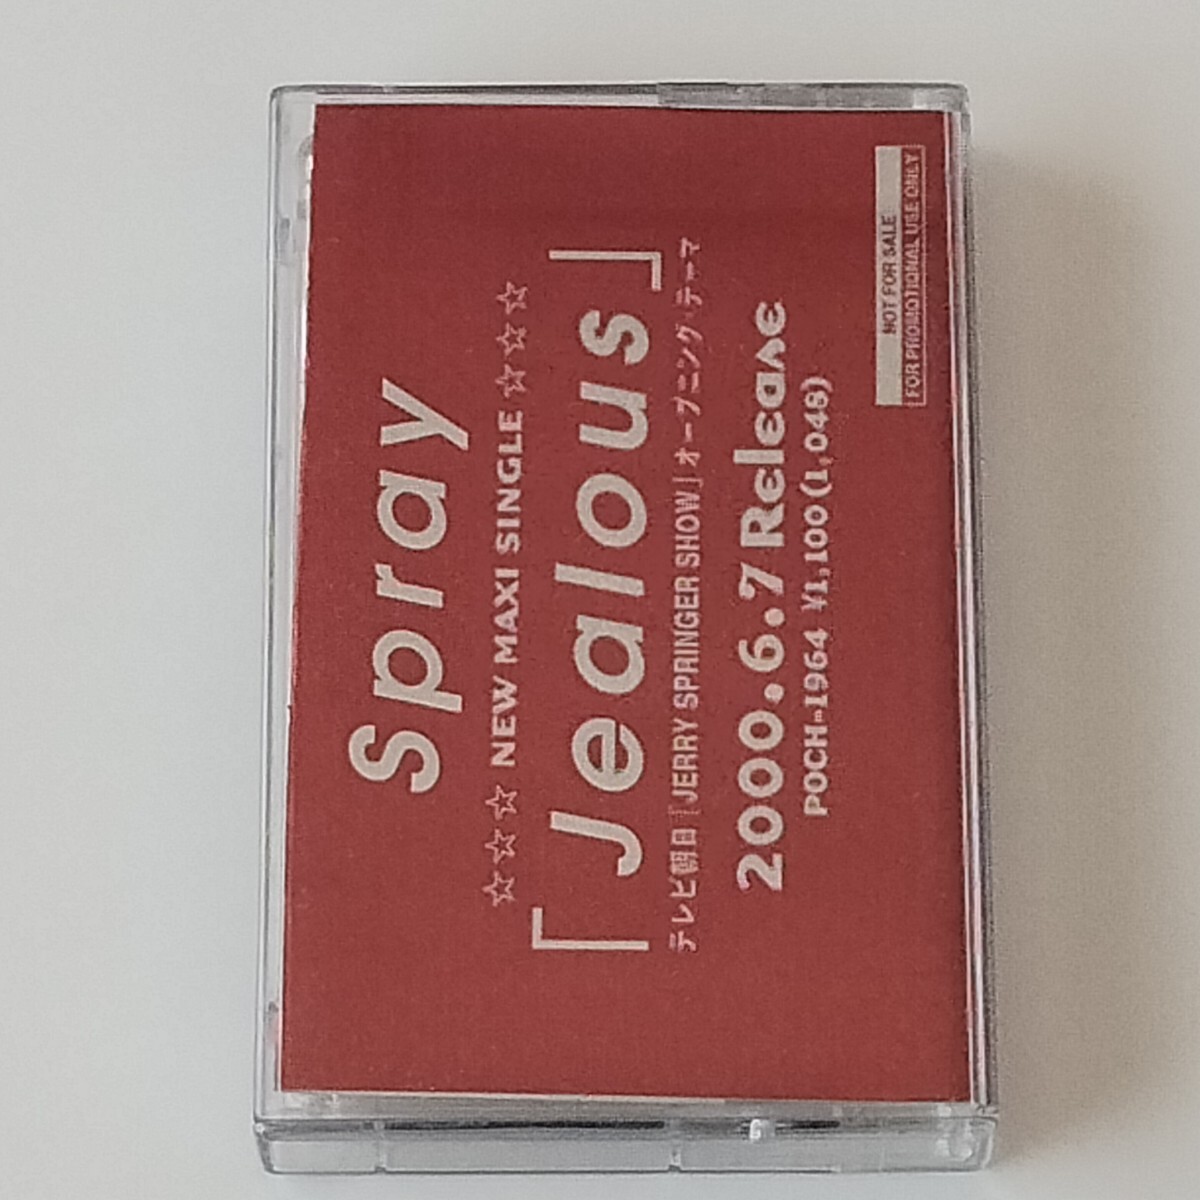 Spray
☆☆☆ NEW MAXI SINGLE ☆☆☆☆
「Jealous」
テレビ朝日「JERRY SPRINGER SHOW」オープニング・テーマ
2000.6.7 Release
POCH-1964 ¥1,100(1,048)
NOT FOR SALE
FOR PROMOTIONAL USE ONLY